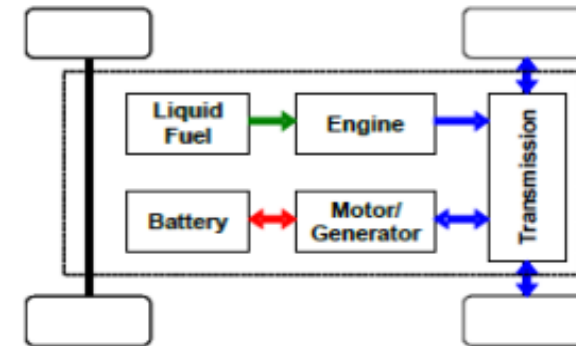 Liquid
Fuel
Engine
Battery
Motor/
Generator
Transmission